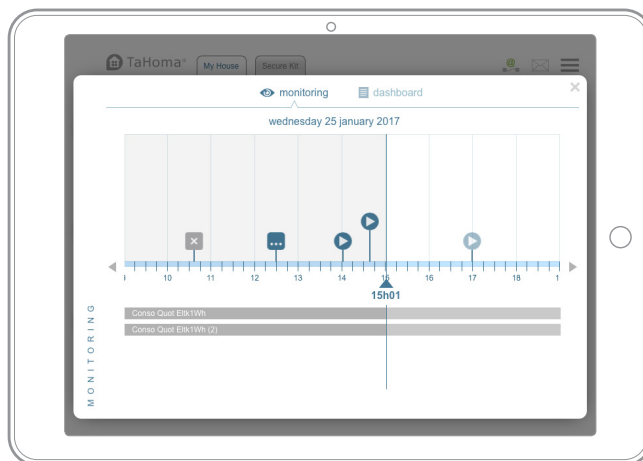 TaHoma®
My House
Secure Kit
monitoring
dashboard
wednesday 25 january 2017
10 11 12 13 14 15 16 17 18 1
15h01
MONITORING
Conso Quot Eltk1Wh
Conso Quot Eltk1Wh (2)